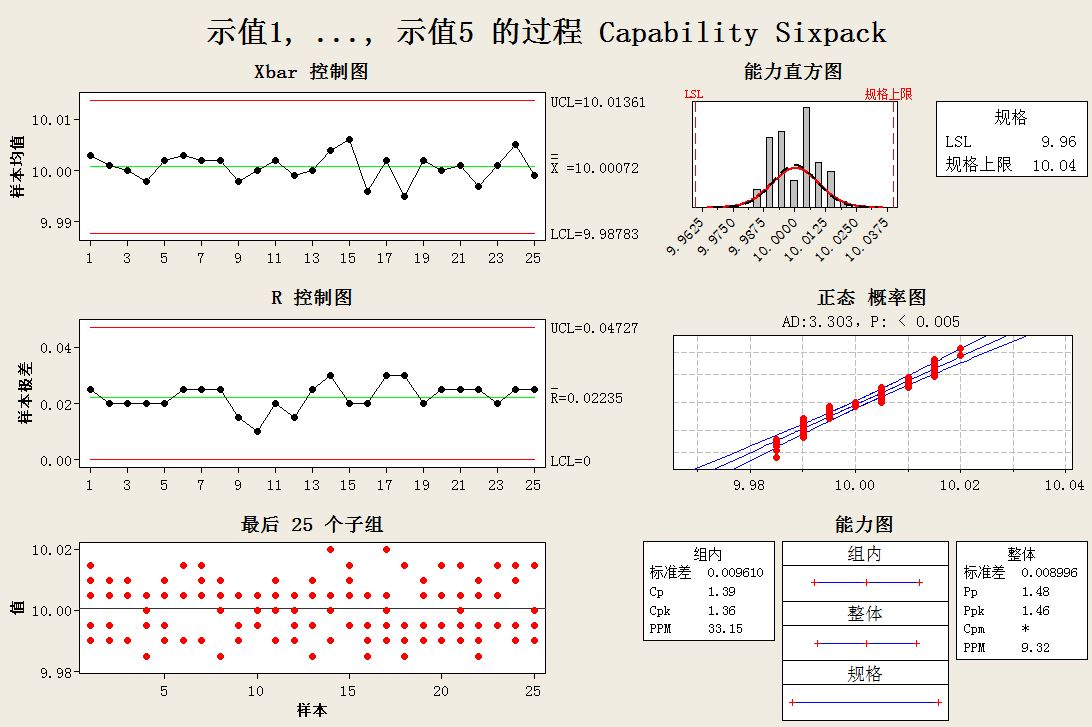 示值1, ..., 示值5 的过程 Capability Sixpack
Xbar 控制图
样本均值
10.01
10.00
9.99
UCL=10.01361
X =10.00072
LCL=9.98783
1 3 5 7 9 11 13 15 17 19 21 23 25
能力直方图
LSL 规格上限
9.9625 9.9750 9.9875 10.0000 10.0125 10.0250 10.0375
规格
LSL 9.96
规格上限 10.04
R 控制图
样本极差
0.04
0.02
0.00
UCL=0.04727
R=0.02235
LCL=0
1 3 5 7 9 11 13 15 17 19 21 23 25
正态 概率图
AD:3.303, P: < 0.005
9.98 10.00 10.02 10.04
最后 25 个子组
值
10.02
10.00
9.98
5 10 15 20 25
样本
能力图
组内
标准差 0.009610
Cp 1.39
Cpk 1.36
PPM 33.15
组内
整体
规格
整体
标准差 0.008996
Pp 1.48
Ppk 1.46
Cpm *
PPM 9.32